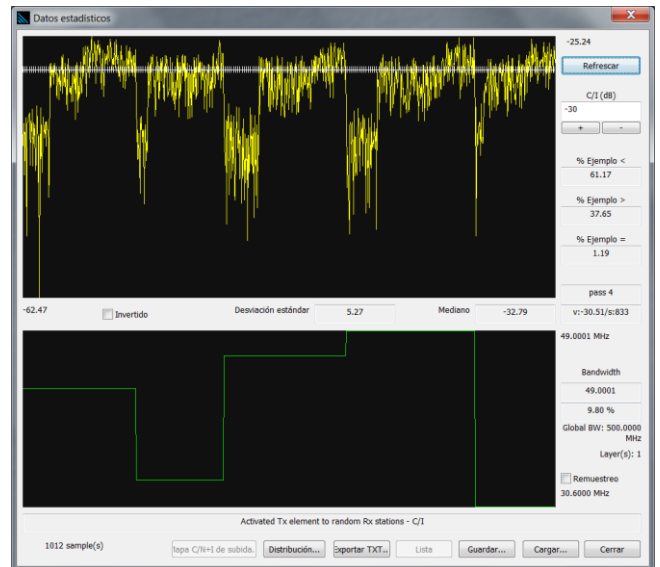 Datos estadísticos
-25.24
Refrescar
C/I (dB)
-30
+ -
% Ejemplo <
61.17
% Ejemplo >
37.65
% Ejemplo =
1.19
pass 4
-62.47 Invertido Desviación estándar 5.27 Mediano -32.79 v:-30.51/s:833
49.0001 MHz
Bandwidth
49.0001
9.80 %
Global BW: 500.0000
MHz
Layer(s): 1
Remuestreo
30.6000 MHz
Activated Tx element to random Rx stations - C/I
1012 sample(s) tapa C/N+I de subida. Distribución... Exportar TXT.. Lista Guardar... Cargar... Cerrar